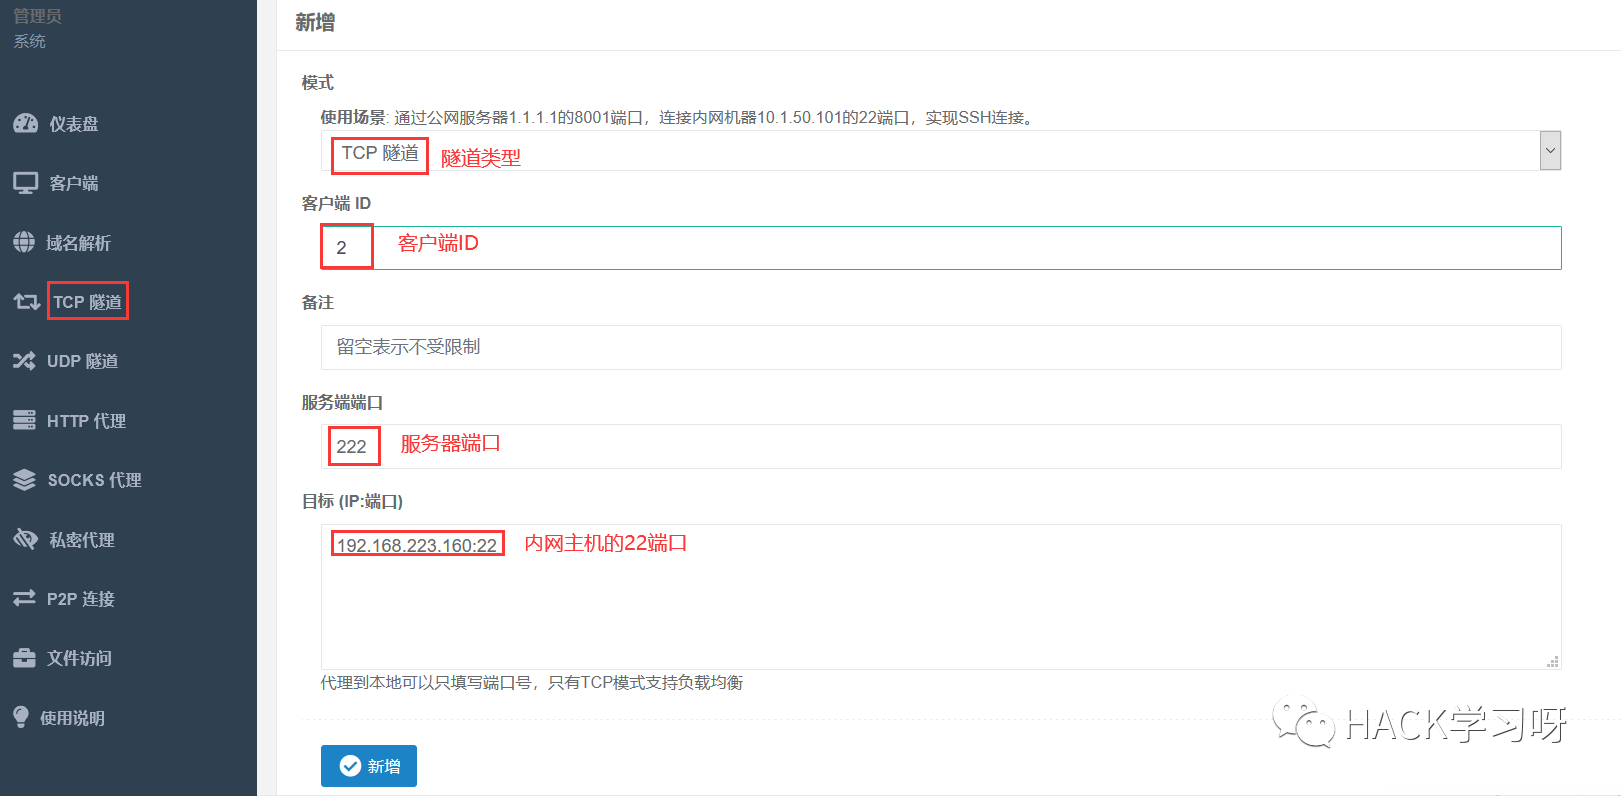 管理员
系统
仪表盘
客户端
域名解析
TCP 隧道
UDP 隧道
HTTP 代理
SOCKS 代理
私密代理
P2P 连接
文件访问
使用说明
新增
模式
使用场景: 通过公网服务器1.1.1.1的8001端口，连接内网机器10.1.50.101的22端口，实现SSH连接。
TCP 隧道 隧道类型
客户端 ID
2 客户端ID
备注
留空表示不受限制
服务端端口
222 服务器端口
目标 (IP:端口)
192.168.223.160:22 内网主机的22端口
代理到本地可以只填写端口号，只有TCP模式支持负载均衡
HACK学习呀
新增